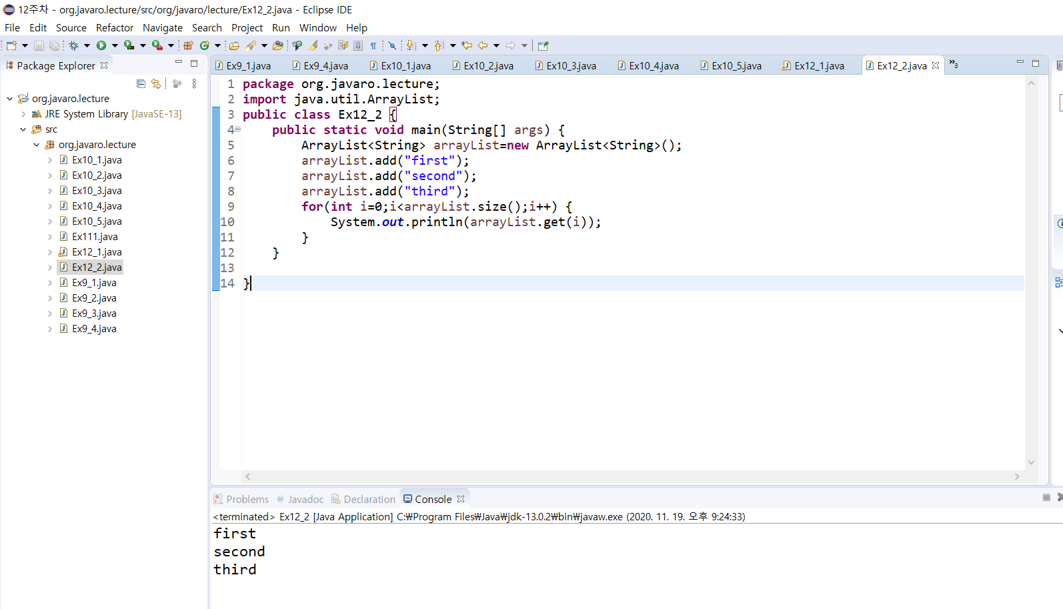 12주차 - org.javaro.lecture/src/org/javaro/lecture/Ex12_2.java - Eclipse IDE
File Edit Source Refactor Navigate Search Project Run Window Help
Package Explorer
Ex9_1.java Ex9_4.java Ex10_1.java Ex10_2.java Ex10_3.java Ex10_4.java Ex10_5.java Ex12_1.java Ex12_2.java »3
org.javaro.lecture
JRE System Library [JavaSE-13]
src
org.javaro.lecture
Ex10_1.java
Ex10_2.java
Ex10_3.java
Ex10_4.java
Ex10_5.java
Ex111.java
Ex12_1.java
Ex12_2.java
Ex9_1.java
Ex9_2.java
Ex9_3.java
Ex9_4.java
1 package org.javaro.lecture;
2 import java.util.ArrayList;
3 public class Ex12_2 {
4 public static void main(String[] args) {
5 ArrayList<String> arrayList=new ArrayList<String>();
6 arrayList.add("first");
7 arrayList.add("second");
8 arrayList.add("third");
9 for(int i=0;i<arrayList.size();i++) {
10 System.out.println(arrayList.get(i));
11 }
12 }
13
14 }
Problems Javadoc Declaration Console
<terminated> Ex12_2 [Java Application] C:₩Program Files₩Java₩jdk-13.0.2₩bin₩javaw.exe (2020. 11. 19. 오후 9:24:33)
first
second
third